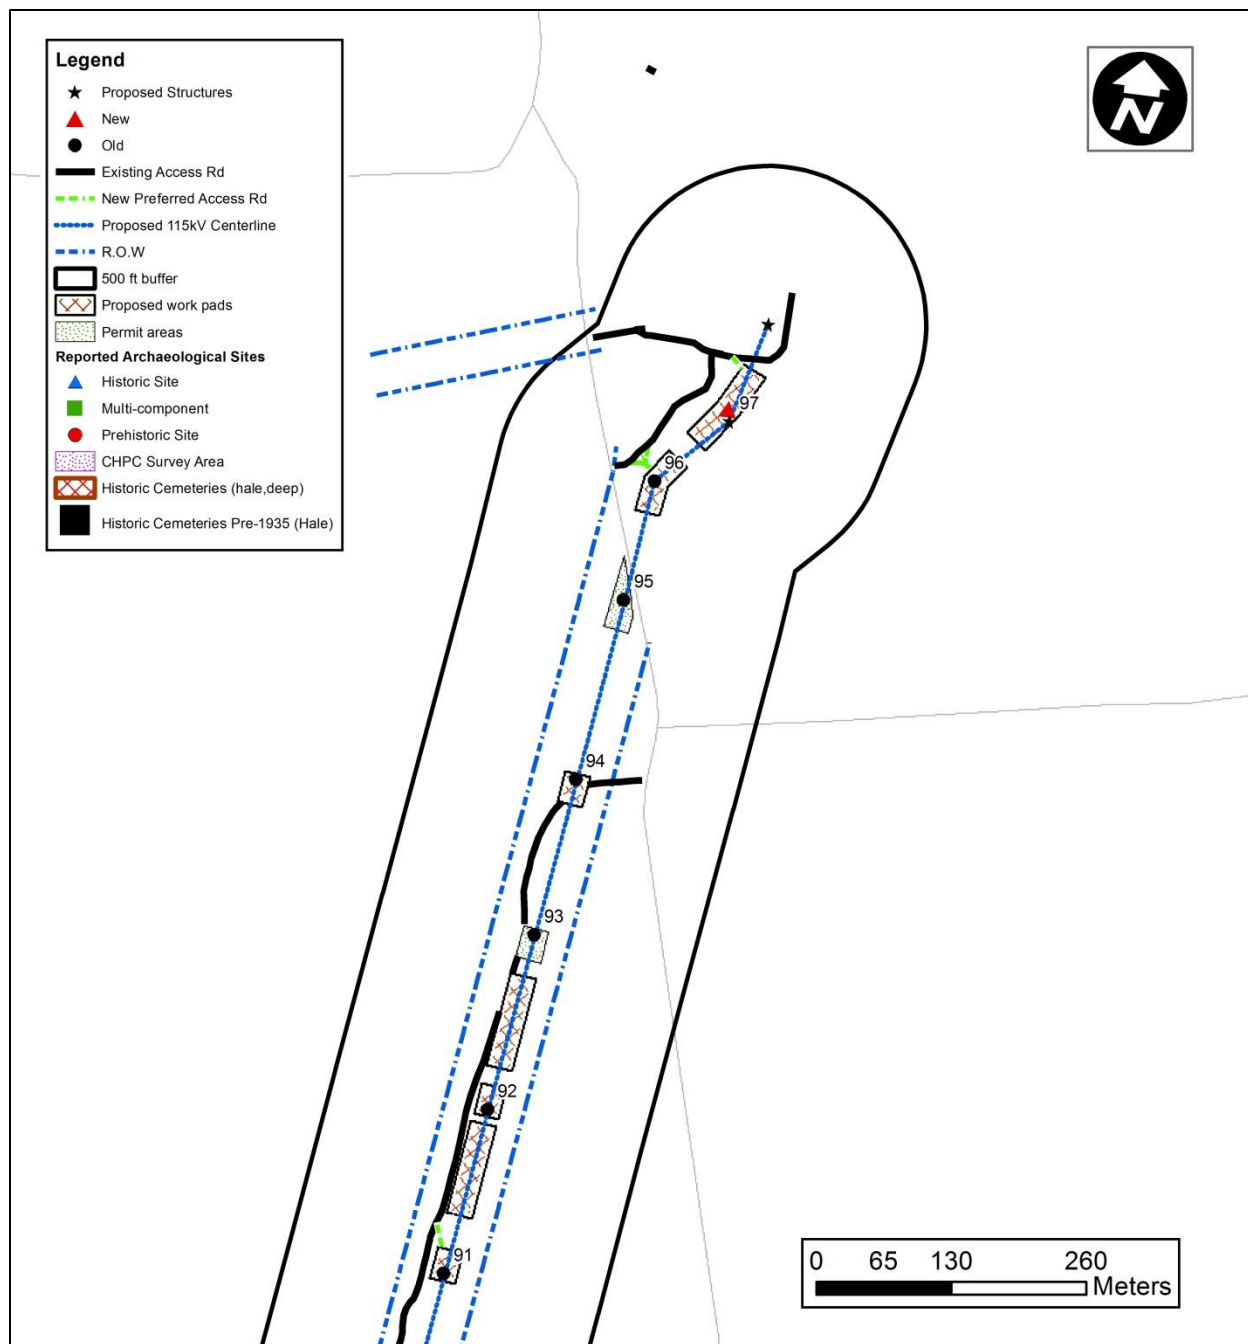 Legend
Proposed Structures
New
Old
Existing Access Rd
New Preferred Access Rd
Proposed 115kV Centerline
R.O.W
500 ft buffer
Proposed work pads
Permit areas
Reported Archaeological Sites
Historic Site
Multi-component
Prehistoric Site
CHPC Survey Area
Historic Cemeteries (hale,deep)
Historic Cemeteries Pre-1935 (Hale)
N
97
96
95
94
93
92
91
0 65 130 260
Meters